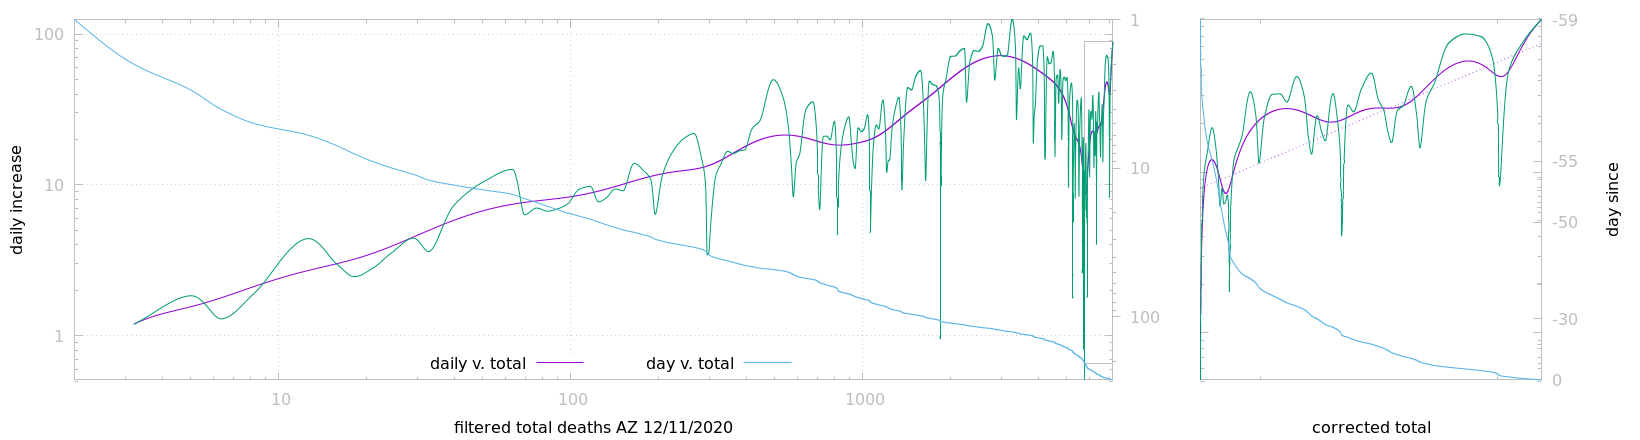 100
10
1
daily increase
10
100
1000
filtered total deaths AZ 12/11/2020
daily v. total
day v. total
1
10
100
-59
-55
-50
-30
0
day since
corrected total